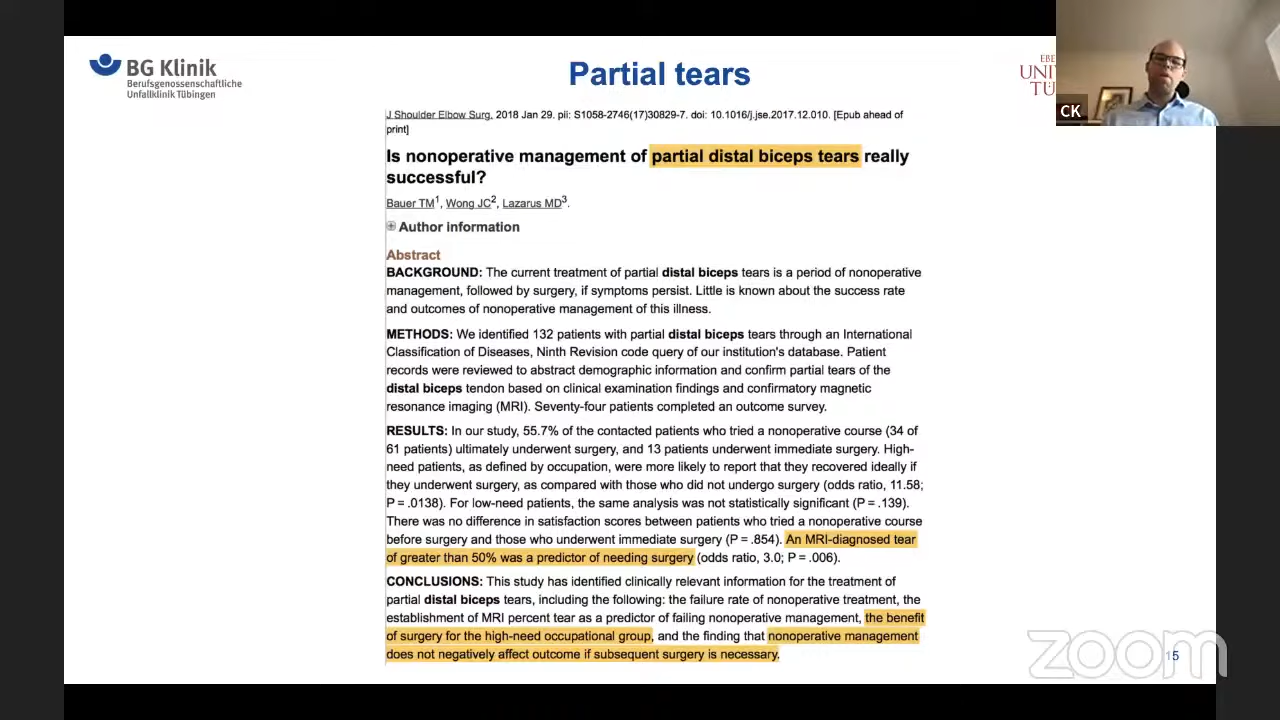 BG Klinik
Berufsgenossenschaftliche
Unfallklinik Tübingen
Partial tears
CK
J Shoulder Elbow Surg. 2018 Jan 29. pii: S1058-2746(17)30829-7. doi: 10.1016/j.jse.2017.12.010. [Epub ahead of
print]
Is nonoperative management of partial distal biceps tears really
successful?
Bauer TM1, Wong JC2, Lazarus MD3.
Author information
Abstract
BACKGROUND: The current treatment of partial distal biceps tears is a period of nonoperative
management, followed by surgery, if symptoms persist. Little is known about the success rate
and outcomes of nonoperative management of this illness.
METHODS: We identified 132 patients with partial distal biceps tears through an International
Classification of Diseases, Ninth Revision code query of our institution's database. Patient
records were reviewed to abstract demographic information and confirm partial tears of the
distal biceps tendon based on clinical examination findings and confirmatory magnetic
resonance imaging (MRI). Seventy-four patients completed an outcome survey.
RESULTS: In our study, 55.7% of the contacted patients who tried a nonoperative course (34 of
61 patients) ultimately underwent surgery, and 13 patients underwent immediate surgery. High-
need patients, as defined by occupation, were more likely to report that they recovered ideally if
they underwent surgery, as compared with those who did not undergo surgery (odds ratio, 11.58;
P = .0138). For low-need patients, the same analysis was not statistically significant (P = .139).
There was no difference in satisfaction scores between patients who tried a nonoperative course
before surgery and those who underwent immediate surgery (P = .854). An MRI-diagnosed tear
of greater than 50% was a predictor of needing surgery (odds ratio, 3.0; P = .006).
CONCLUSIONS: This study has identified clinically relevant information for the treatment of
partial distal biceps tears, including the following: the failure rate of nonoperative treatment, the
establishment of MRI percent tear as a predictor of failing nonoperative management, the benefit
of surgery for the high-need occupational group, and the finding that nonoperative management
does not negatively affect outcome if subsequent surgery is necessary.
zoom
15